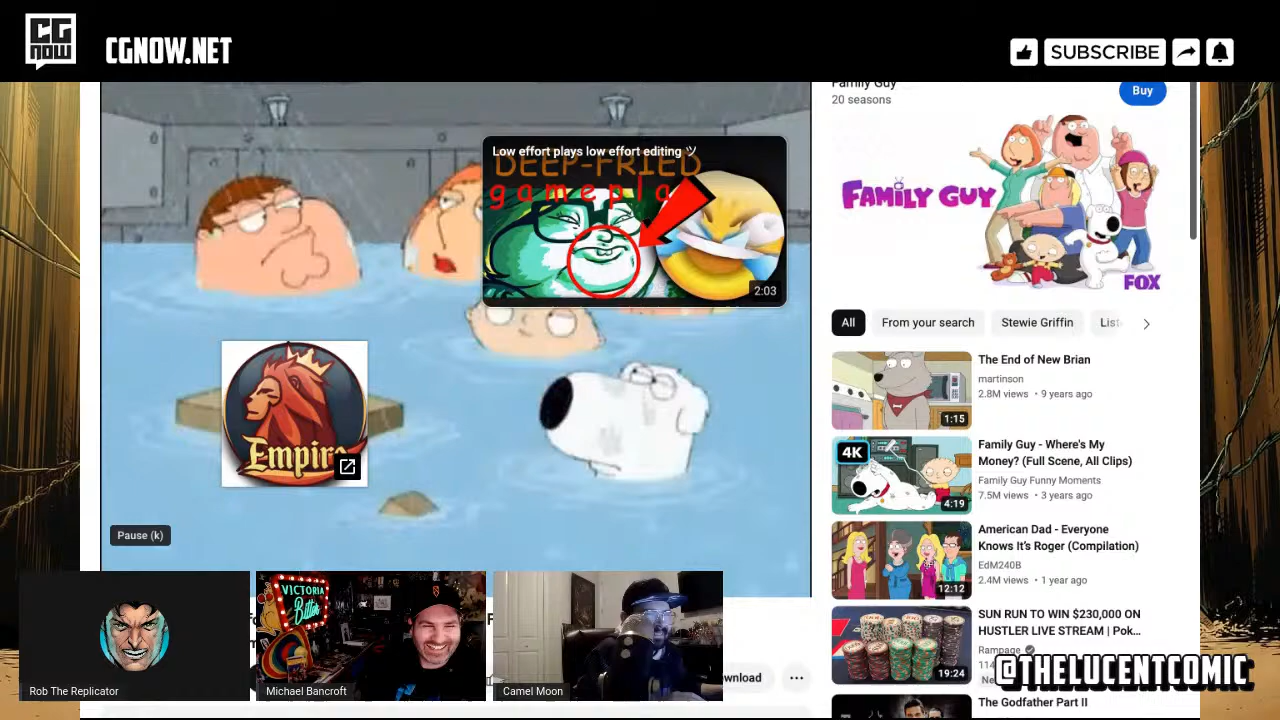 CG
NOW
CGNOW.NET
SUBSCRIBE
Family Guy
20 seasons
Buy
Low effort plays low effort editing ツ
DEEP-FRIED
gamepla
2:03
FAMILY GUY
FOX
All
From your search
Stewie Griffin
List
The End of New Brian
martinson
2.8M views • 9 years ago
1:15
4K
Family Guy - Where's My
Money? (Full Scene, All Clips)
Family Guy Funny Moments
7.5M views • 3 years ago
4:19
Empire
Pause (k)
American Dad - Everyone
Knows It's Roger (Compilation)
EdM240B
2.4M views • 1 year ago
12:12
VICTORIA
Bitter
SUN RUN TO WIN $230,000 ON
HUSTLER LIVE STREAM | Pok...
Rampage
114
Ne
19:24
@THELUCENTCOMIC
wnload
Rob The Replicator
Michael Bancroft
Camel Moon
The Godfather Part II